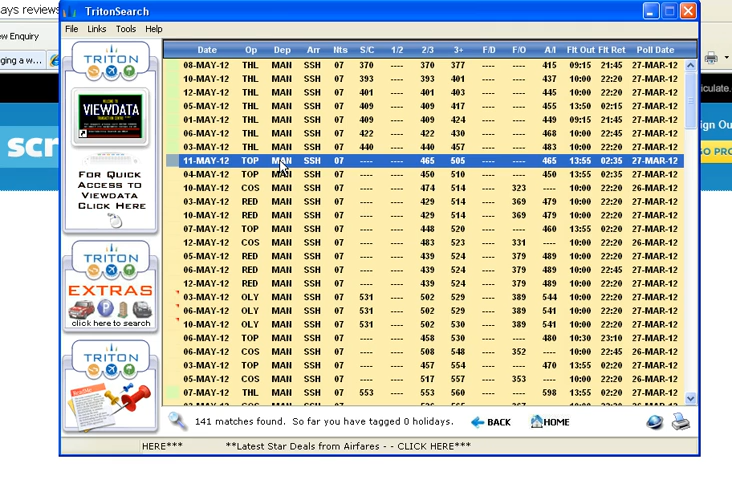 ays reviews
TritonSearch
ew Enquiry
File Links Tools Help
ging a w...
TRITON
WELCOME TO
VIEWDATA
FOR QUICK
ACCESS TO
VIEWDATA
CLICK HERE
TRITON
EXTRAS
click here to search
TRITON
Date Op Dep Arr Nts S/C 1/2 2/3 3+ F/D F/O A/I Flt Out Flt Ret Poll Date
08-MAY-12 THL MAN SSH 07 370 ---- 370 377 ---- ---- 415 09:15 21:45 27-MAR-12
10-MAY-12 THL MAN SSH 07 393 ---- 393 401 ---- ---- 437 10:00 22:20 27-MAR-12
12-MAY-12 THL MAN SSH 07 401 ---- 401 403 ---- ---- 445 10:00 22:20 27-MAR-12
05-MAY-12 THL MAN SSH 07 409 ---- 409 417 ---- ---- 455 13:50 02:15 27-MAR-12
01-MAY-12 THL MAN SSH 07 409 ---- 409 424 ---- ---- 449 09:15 21:45 27-MAR-12
06-MAY-12 THL MAN SSH 07 422 ---- 422 430 ---- ---- 468 10:00 22:45 27-MAR-12
03-MAY-12 THL MAN SSH 07 440 ---- 440 457 ---- ---- 483 10:00 22:20 27-MAR-12
11-MAY-12 TOP MAN SSH 07 ---- ---- 465 505 ---- ---- 465 13:55 02:35 27-MAR-12
04-MAY-12 TOP MAN SSH 07 ---- ---- 450 510 ---- ---- 450 13:55 02:35 27-MAR-12
10-MAY-12 COS MAN SSH 07 ---- ---- 474 514 ---- 323 ---- 10:00 22:20 26-MAR-12
03-MAY-12 RED MAN SSH 07 ---- ---- 429 514 ---- 369 479 10:00 22:20 27-MAR-12
10-MAY-12 RED MAN SSH 07 ---- ---- 429 514 ---- 369 479 10:00 22:20 27-MAR-12
07-MAY-12 TOP MAN SSH 07 ---- ---- 448 520 ---- ---- 460 13:55 02:35 27-MAR-12
12-MAY-12 COS MAN SSH 07 ---- ---- 483 523 ---- 331 ---- 10:00 22:20 26-MAR-12
05-MAY-12 RED MAN SSH 07 ---- ---- 439 524 ---- 379 489 10:00 22:20 27-MAR-12
06-MAY-12 RED MAN SSH 07 ---- ---- 439 524 ---- 379 489 10:00 22:45 27-MAR-12
12-MAY-12 RED MAN SSH 07 ---- ---- 439 524 ---- 379 489 10:00 22:20 27-MAR-12
03-MAY-12 OLY MAN SSH 07 531 ---- 502 529 ---- 389 529 10:00 22:20 27-MAR-12
06-MAY-12 OLY MAN SSH 07 531 ---- 502 529 ---- 389 541 10:00 22:45 27-MAR-12
10-MAY-12 OLY MAN SSH 07 531 ---- 502 530 ---- 389 541 10:00 22:20 27-MAR-12
06-MAY-12 TOP MAN SSH 07 ---- ---- 458 530 ---- ---- 480 10:30 23:10 27-MAR-12
06-MAY-12 COS MAN SSH 07 ---- ---- 508 548 ---- 352 ---- 10:00 22:45 26-MAR-12
03-MAY-12 TOP MAN SSH 07 ---- ---- 457 554 ---- ---- 470 13:55 02:35 27-MAR-12
05-MAY-12 COS MAN SSH 07 ---- ---- 517 557 ---- 353 ---- 10:00 22:20 26-MAR-12
07-MAY-12 THL MAN SSH 07 553 ---- 553 560 ---- ---- 598 13:55 02:20 27-MAR-12
141 matches found. So far you have tagged 0 holidays.
BACK
HOME
HERE*** **Latest Star Deals from Airfares - - CLICK HERE***
iculate.
scr
ign Ou
GO PRO